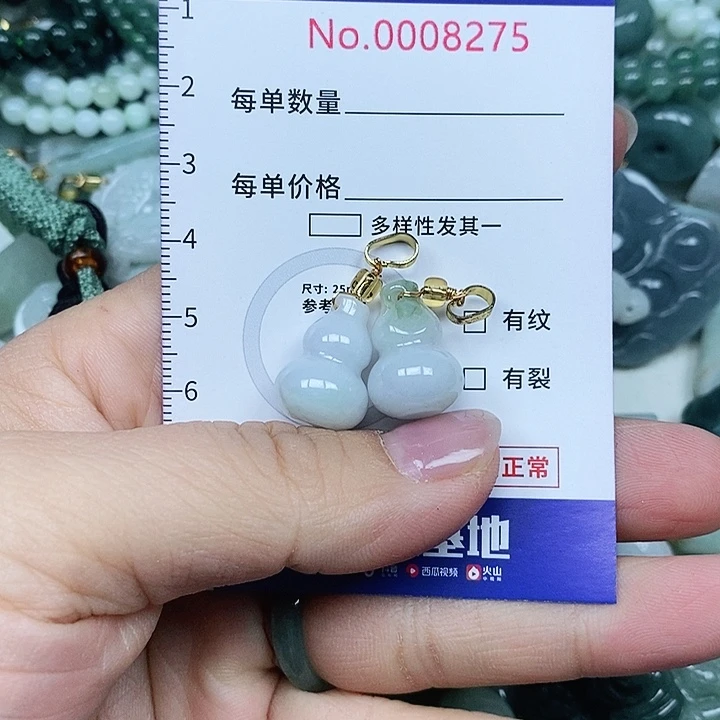 1
No.0008275
2
每单数量
3
每单价格
4
多样性发其一
尺寸: 25
参考
5
有纹
6
有裂
正常
基地
西瓜视频
火山